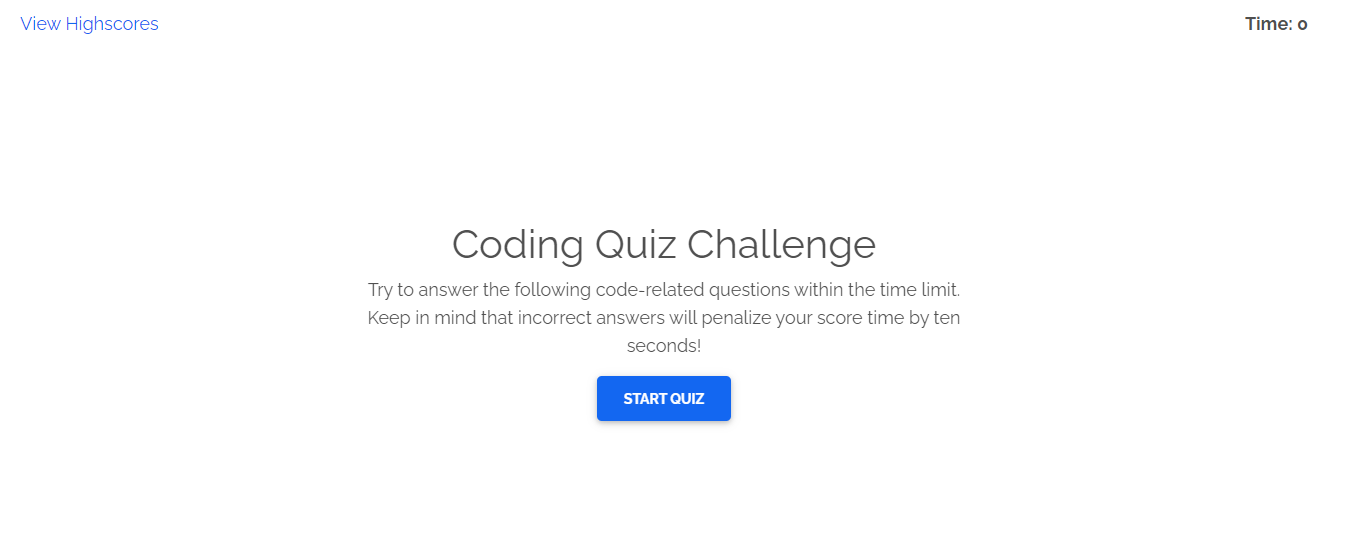 View Highscores
Time: 0
Coding Quiz Challenge
Try to answer the following code-related questions within the time limit.
Keep in mind that incorrect answers will penalize your score time by ten
seconds!
START QUIZ